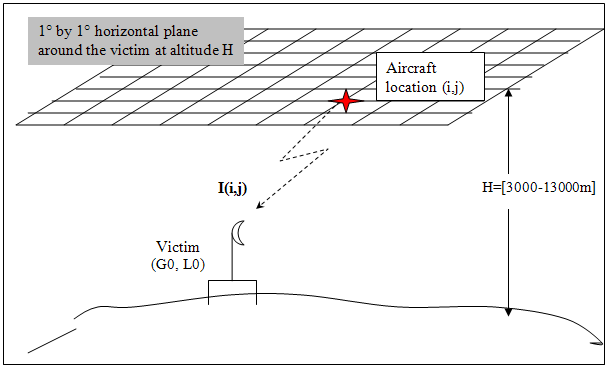 1° by 1° horizontal plane
around the victim at altitude H
Aircraft
location (i,j)
I(i,j)
H=[3000-13000m]
Victim
(G0, L0)